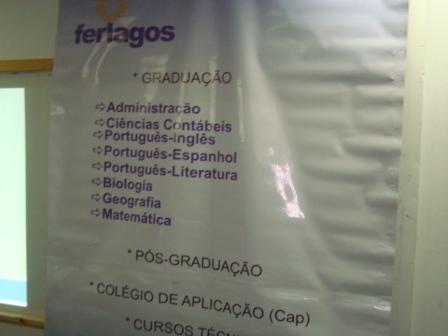 ferlagos
* GRADUAÇÃO
⇨Administração
⇨Ciências Contábeis
⇨Português-Inglês
⇨Português-Espanhol
⇨Português-Literatura
⇨Biologia
⇨Geografia
⇨Matemática
* PÓS-GRADUAÇÃO
* COLÉGIO DE APLICAÇÃO (Cap)
* CURSOS